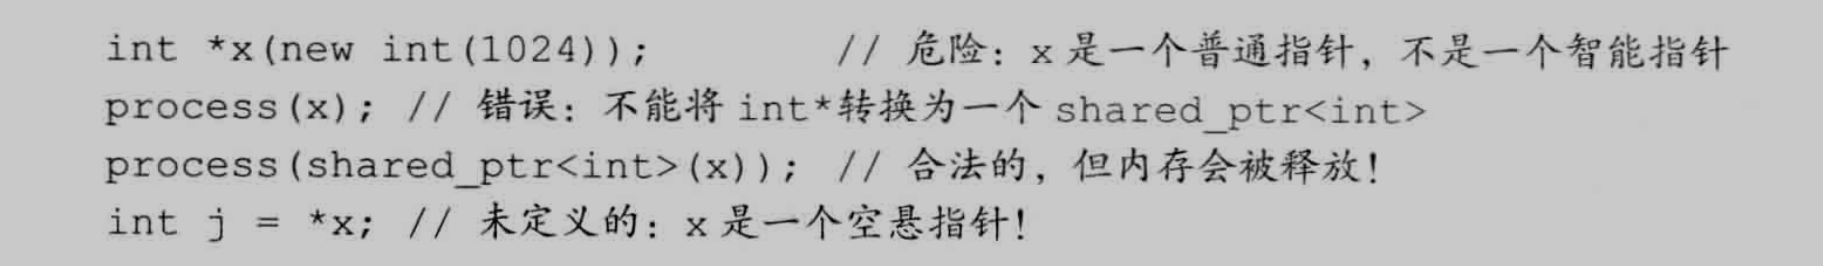 int *x(new int(1024));          // 危险：x 是一个普通指针，不是一个智能指针
process(x); // 错误：不能将 int*转换为一个 shared_ptr<int>
process(shared_ptr<int>(x)); // 合法的，但内存会被释放！
int j = *x; // 未定义的：x 是一个空悬指针！